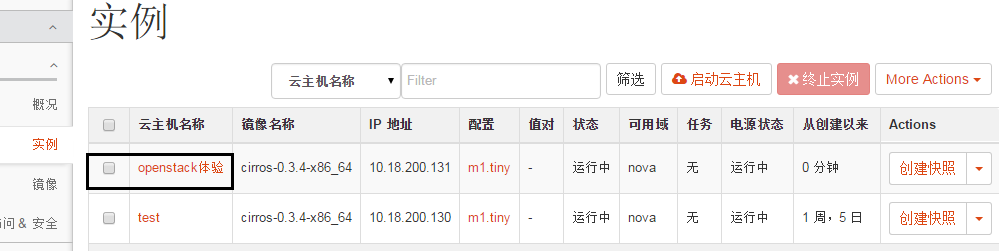 实例
云主机名称 Filter 筛选 启动云主机 终止实例 More Actions
概况
实例
镜像
问 & 安全
云主机名称 镜像名称 IP 地址 配置 值对 状态 可用域 任务 电源状态 从创建以来 Actions
openstack体验 cirros-0.3.4-x86_64 10.18.200.131 m1.tiny - 运行中 nova 无 运行中 0 分钟 创建快照
test cirros-0.3.4-x86_64 10.18.200.130 m1.tiny - 运行中 nova 无 运行中 1 周，5 日 创建快照